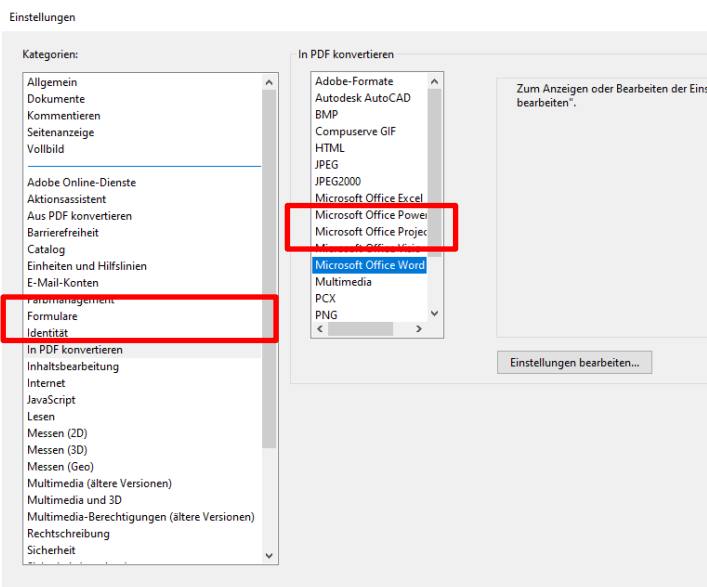 Einstellungen
Kategorien:
Allgemein
Dokumente
Kommentieren
Seitenanzeige
Vollbild
Adobe Online-Dienste
Aktionsassistent
Aus PDF konvertieren
Barrierefreiheit
Catalog
Einheiten und Hilfslinien
E-Mail-Konten
Farbmanagement
Formulare
Identität
In PDF konvertieren
Inhaltsbearbeitung
Internet
JavaScript
Lesen
Messen (2D)
Messen (3D)
Messen (Geo)
Multimedia (ältere Versionen)
Multimedia und 3D
Multimedia-Berechtigungen (ältere Versionen)
Rechtschreibung
Sicherheit
In PDF konvertieren
Adobe-Formate
Autodesk AutoCAD
BMP
Compuserve GIF
HTML
JPEG
JPEG2000
Microsoft Office Excel
Microsoft Office Power
Microsoft Office Projec
Microsoft Office Visio
Microsoft Office Word
Multimedia
PCX
PNG
Zum Anzeigen oder Bearbeiten der Eins
bearbeiten".
Einstellungen bearbeiten...